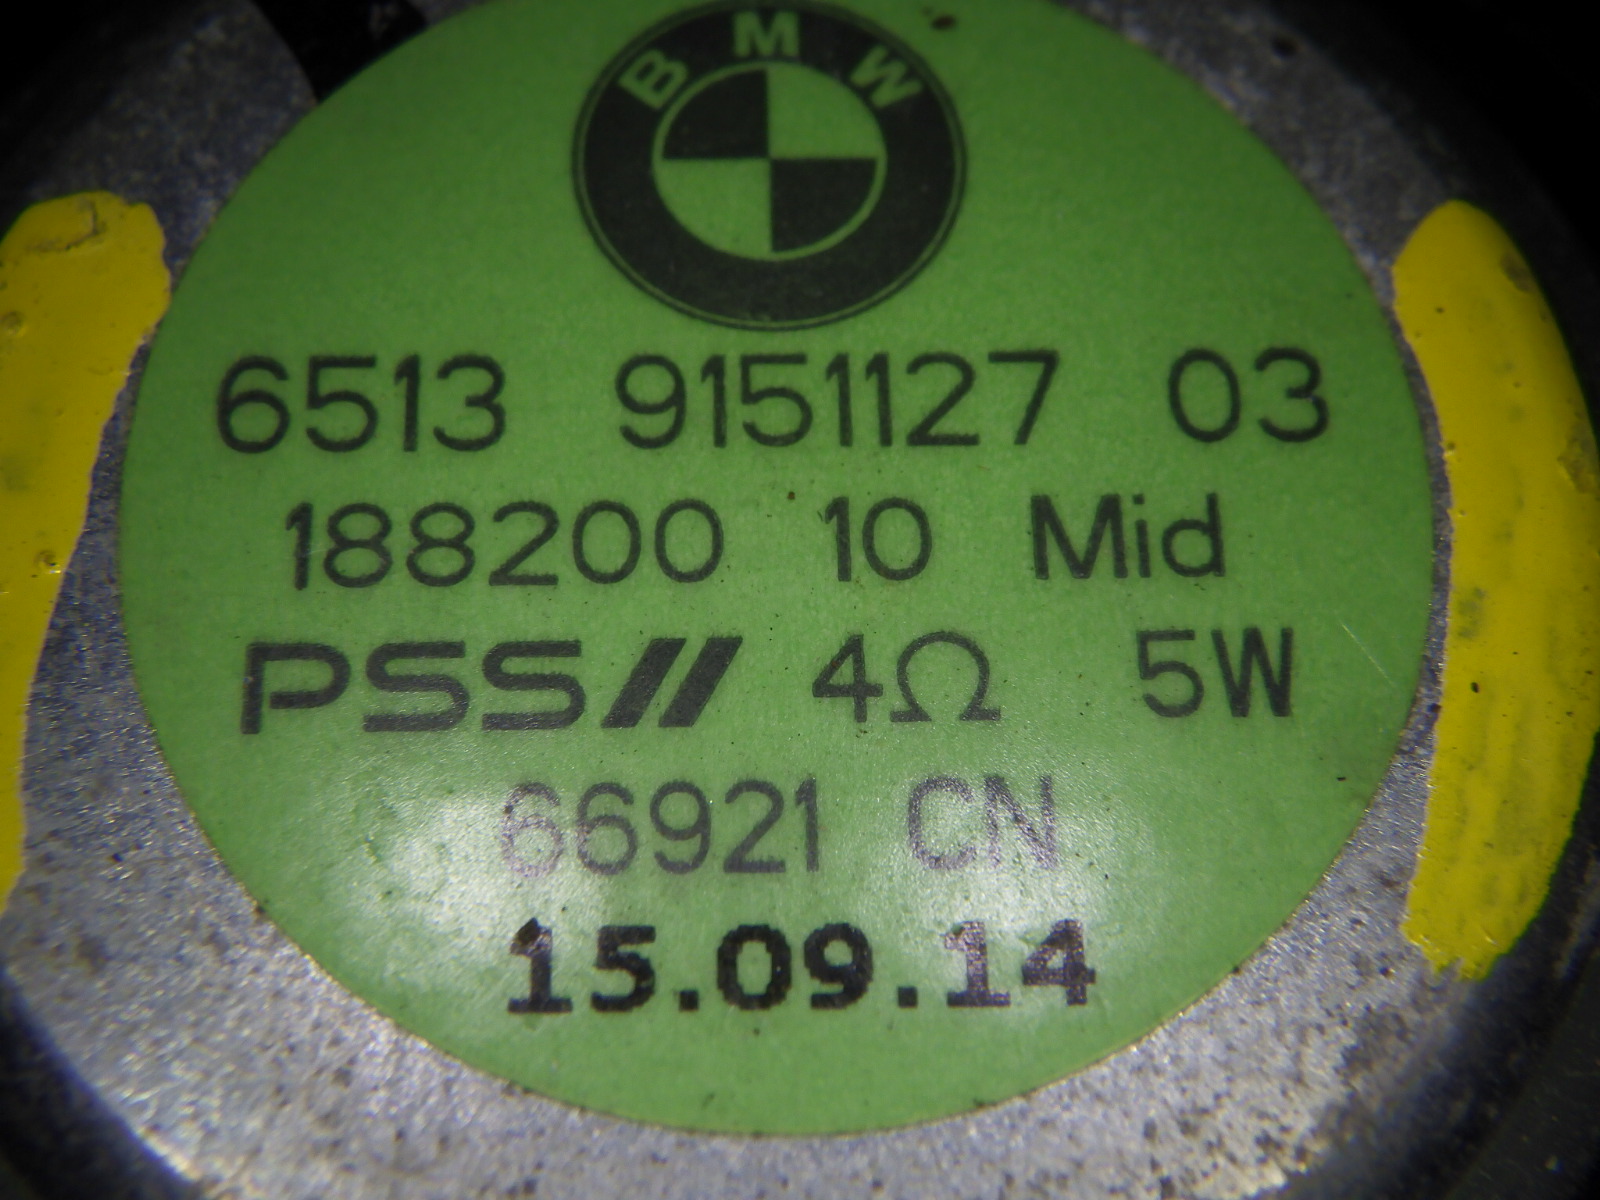 BMW
6513 9151127 03
188200 10 Mid
PSS// 4Ω 5W
66921 CN
15.09.14